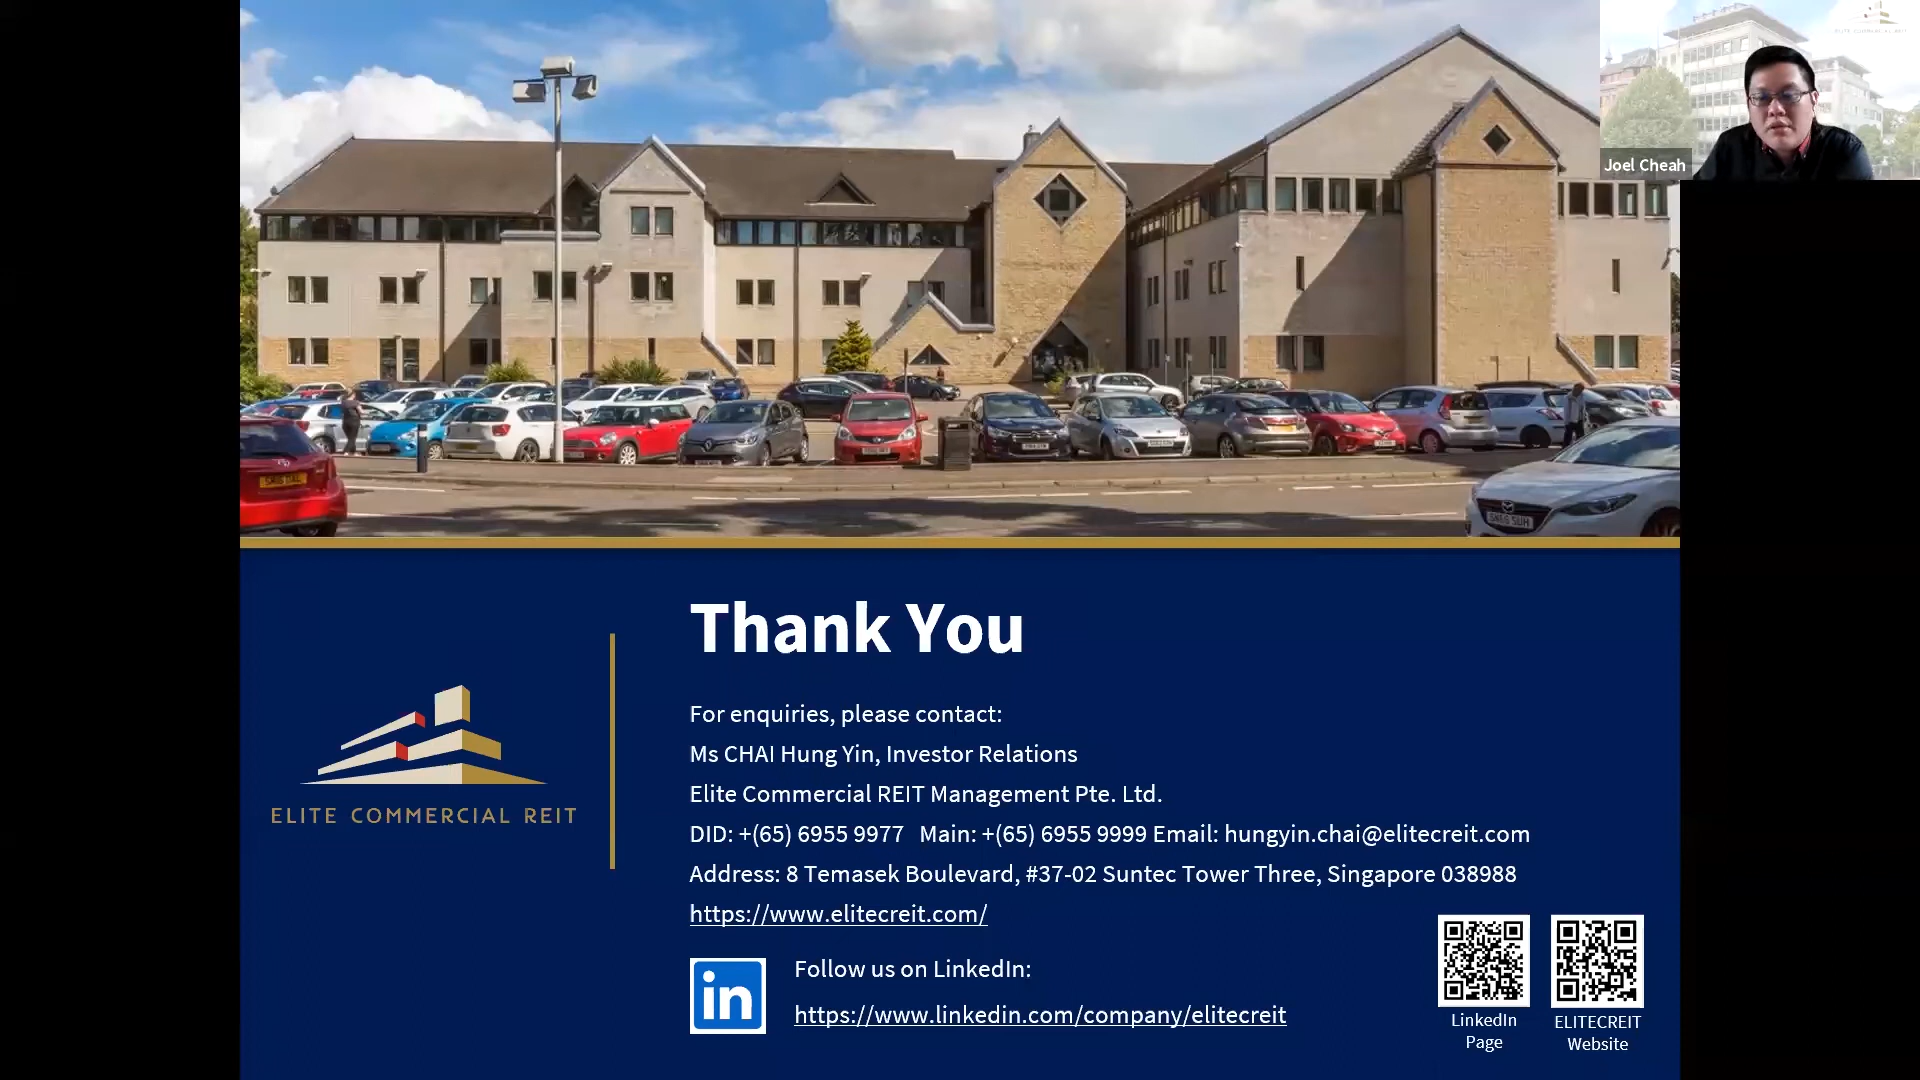 ELITE COMMERCIAL REIT
Joel Cheah
Thank You
For enquiries, please contact:
Ms CHAI Hung Yin, Investor Relations
Elite Commercial REIT Management Pte. Ltd.
DID: +(65) 6955 9977 Main: +(65) 6955 9999 Email: hungyin.chai@elitecreit.com
Address: 8 Temasek Boulevard, #37-02 Suntec Tower Three, Singapore 038988
https://www.elitecreit.com/
ELITE COMMERCIAL REIT
in
Follow us on LinkedIn:
https://www.linkedin.com/company/elitecreit
LinkedIn
Page
ELITECREIT
Website